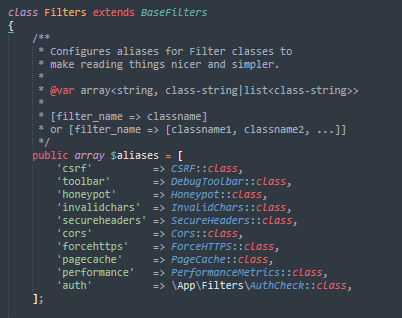 class Filters extends BaseFilters
{
    /**
     * Configures aliases for Filter classes to
     * make reading things nicer and simpler.
     *
     * @var array<string, class-string|list<class-string>>
     *
     * [filter_name => classname]
     * or [filter_name => [classname1, classname2, ...]]
     */
    public array $aliases = [
        'csrf'          => CSRF::class,
        'toolbar'       => DebugToolbar::class,
        'honeypot'      => Honeypot::class,
        'invalidchars'  => InvalidChars::class,
        'secureheaders' => SecureHeaders::class,
        'cors'          => Cors::class,
        'forcehttps'    => ForceHTTPS::class,
        'pagecache'     => PageCache::class,
        'performance'   => PerformanceMetrics::class,
        'auth'          => \App\Filters\AuthCheck::class,
    ];